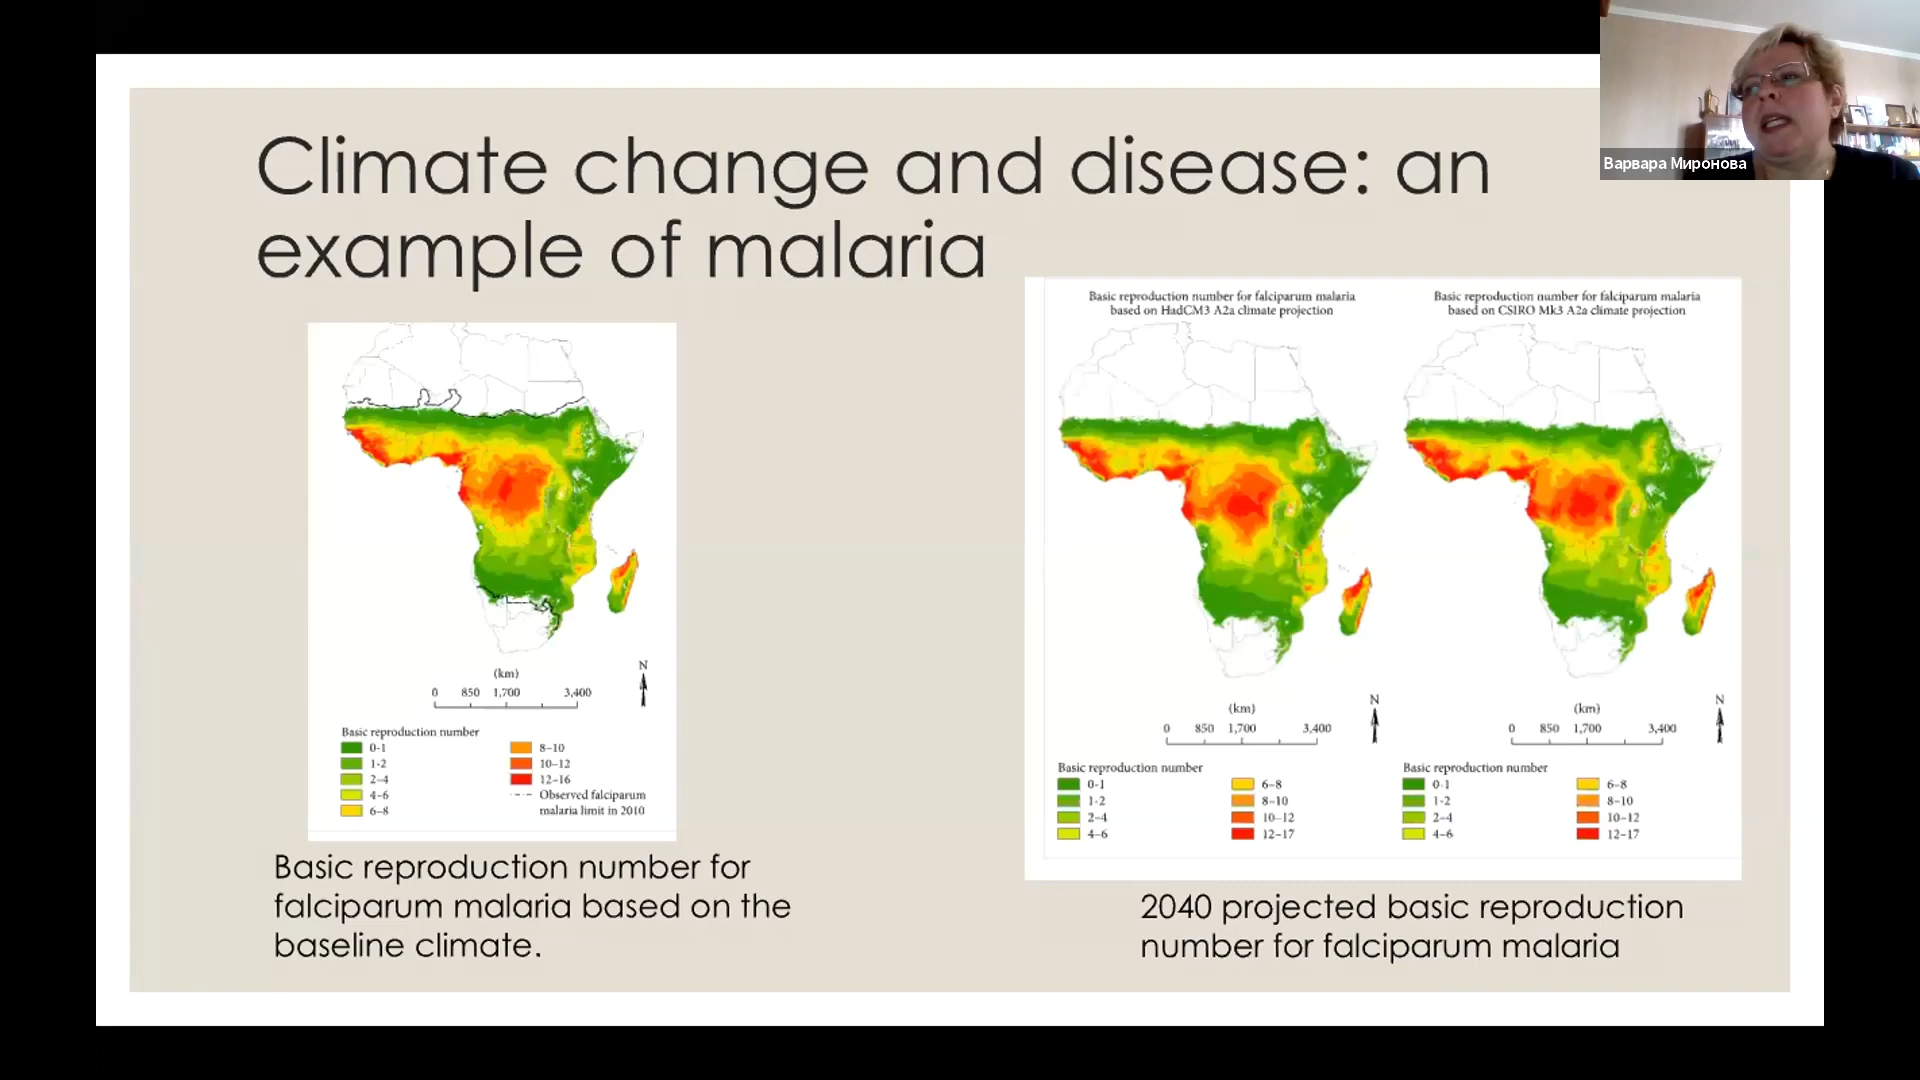 Варвара Миронова
Climate change and disease: an
example of malaria
(km)
N
0 850 1,700 3,400
Basic reproduction number
0-1
1-2
2-4
4-6
6-8
8-10
10-12
12-16
Observed falciparum
malaria limit in 2010
Basic reproduction number for
falciparum malaria based on the
baseline climate.
Basic reproduction number for falciparum malaria
based on HadCM3 A2a climate projection
(km)
N
0 850 1,700 3,400
Basic reproduction number
0-1
1-2
2-4
4-6
6-8
8-10
10-12
12-17
Basic reproduction number for falciparum malaria
based on CSIRO Mk3 A2a climate projection
(km)
N
0 850 1,700 3,400
Basic reproduction number
0-1
1-2
2-4
4-6
6-8
8-10
10-12
12-17
2040 projected basic reproduction
number for falciparum malaria